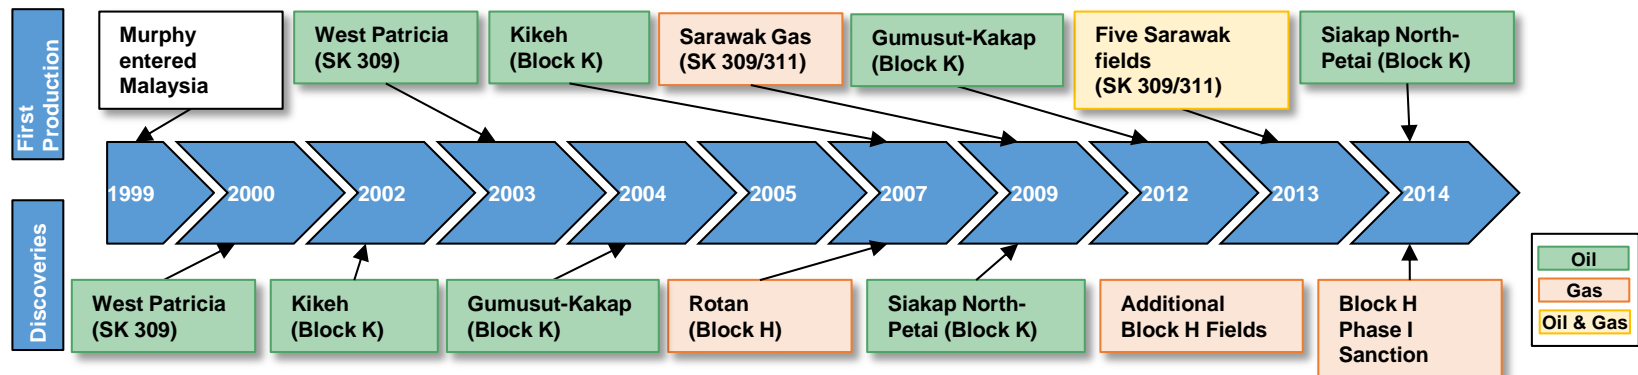 First
Production
Murphy
entered
Malaysia
West Patricia
(SK 309)
Kikeh
(Block K)
Sarawak Gas
(SK 309/311)
Gumusut-Kakap
(Block K)
Five Sarawak
fields
(SK 309/311)
Siakap North-
Petai (Block K)
1999
2000
2002
2003
2004
2005
2007
2009
2012
2013
2014
Discoveries
West Patricia
(SK 309)
Kikeh
(Block K)
Gumusut-Kakap
(Block K)
Rotan
(Block H)
Siakap North-
Petai (Block K)
Additional
Block H Fields
Block H
Phase I
Sanction
Oil
Gas
Oil & Gas